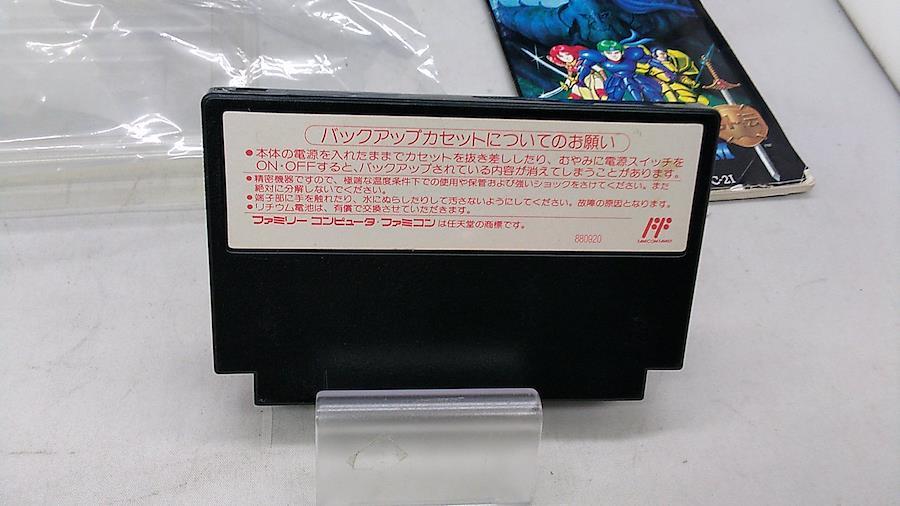 バックアップカセットについてのお願い
●本体の電源を入れたままでカセットを抜き差ししたり、おやみに電源スイッチを
ON・OFFすると、バックアップされている内容が消えてしまうことがあります。
●精密機器ですので、極端な温度条件下での使用や保管および強いショックをさけてください。また
絶対に分解しないでください。
●端子部に手を触れたり、水にぬらしたりして汚さないようにしてください。故障の原因となります。
●リチウム電池は、有償で交換させていただきます。
ファミリーコンピュータ・ファミコンは任天堂の商標です。
880920
FAMICOM FAMILY
C-21